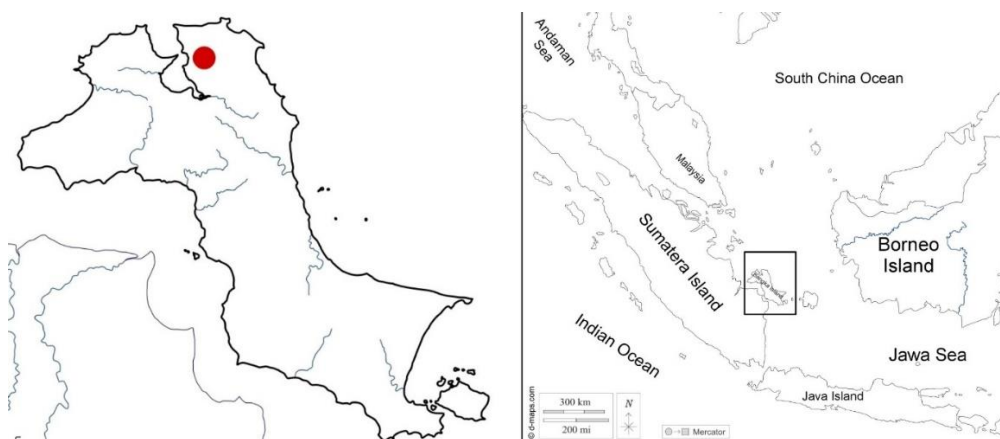 Andaman
Sea
South China Ocean
Malaysia
Sumatera Island
Borneo
Island
Indian Ocean
Jawa Sea
Java Island
300 km
200 mi
N
Mercator
© d-maps.com